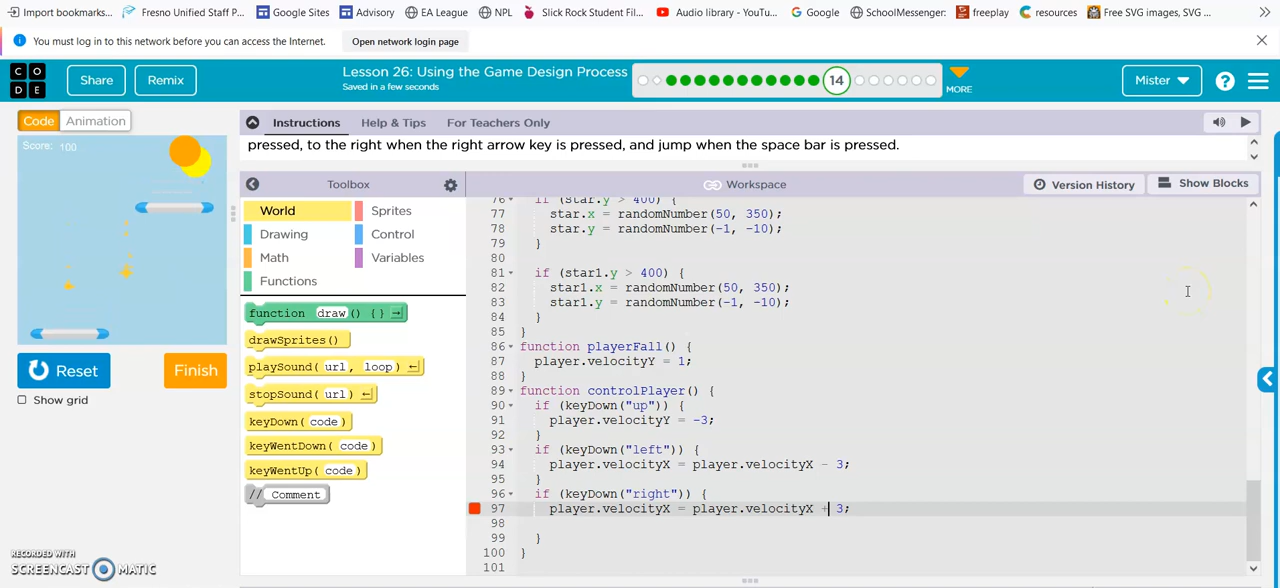 Import bookmarks... Fresno Unified Staff P... Google Sites Advisory EA League NPL Slick Rock Student Fil... Audio library - YouTu... Google SchoolMessenger: freeplay resources Free SVG images, SVG ...
You must log in to this network before you can access the Internet. Open network login page
C O D E Share Remix Lesson 26: Using the Game Design Process 14 MORE Mister ?
Saved in a few seconds
Code Animation Instructions Help & Tips For Teachers Only
pressed, to the right when the right arrow key is pressed, and jump when the space bar is pressed.
Score: 100
Toolbox Workspace Version History Show Blocks
World Sprites
Drawing Control
Math Variables
Functions
function draw() { }
drawSprites()
playSound( url, loop )
stopSound( url )
keyDown( code )
keyWentDown( code )
keyWentUp( code )
// Comment
Reset Finish
Show grid
76 if (star.y > 400) {
77 star.x = randomNumber(50, 350);
78 star.y = randomNumber(-1, -10);
79 }
80
81 if (star1.y > 400) {
82 star1.x = randomNumber(50, 350);
83 star1.y = randomNumber(-1, -10);
84 }
85 }
86 function playerFall() {
87 player.velocityY = 1;
88 }
89 function controlPlayer() {
90 if (keyDown("up")) {
91 player.velocityY = -3;
92 }
93 if (keyDown("left")) {
94 player.velocityX = player.velocityX - 3;
95 }
96 if (keyDown("right")) {
97 player.velocityX = player.velocityX + 3;
98
99 }
100 }
101
RECORDED WITH
SCREENCAST MATIC